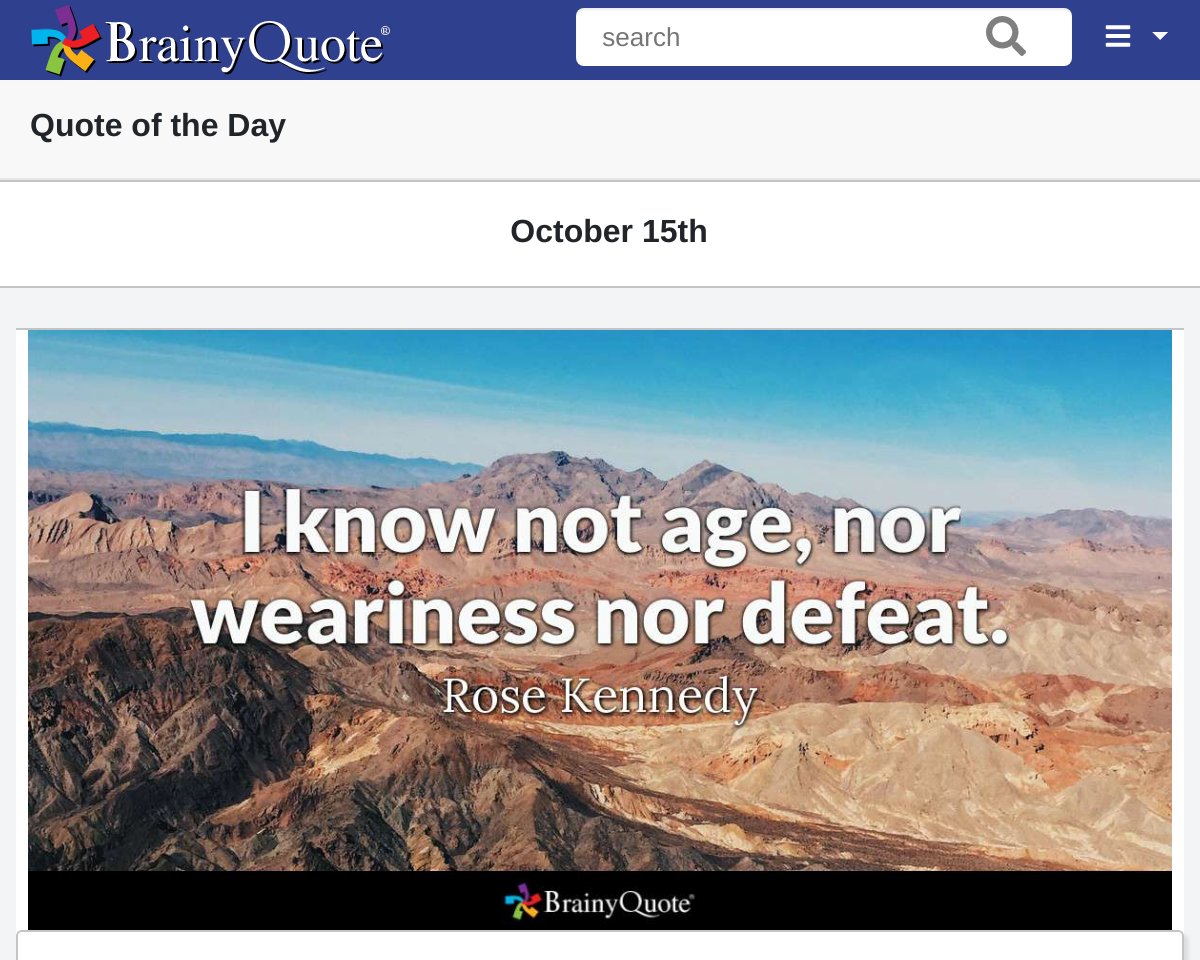 BrainyQuote®
search
Quote of the Day
October 15th
I know not age, nor
weariness nor defeat.
Rose Kennedy
BrainyQuote®